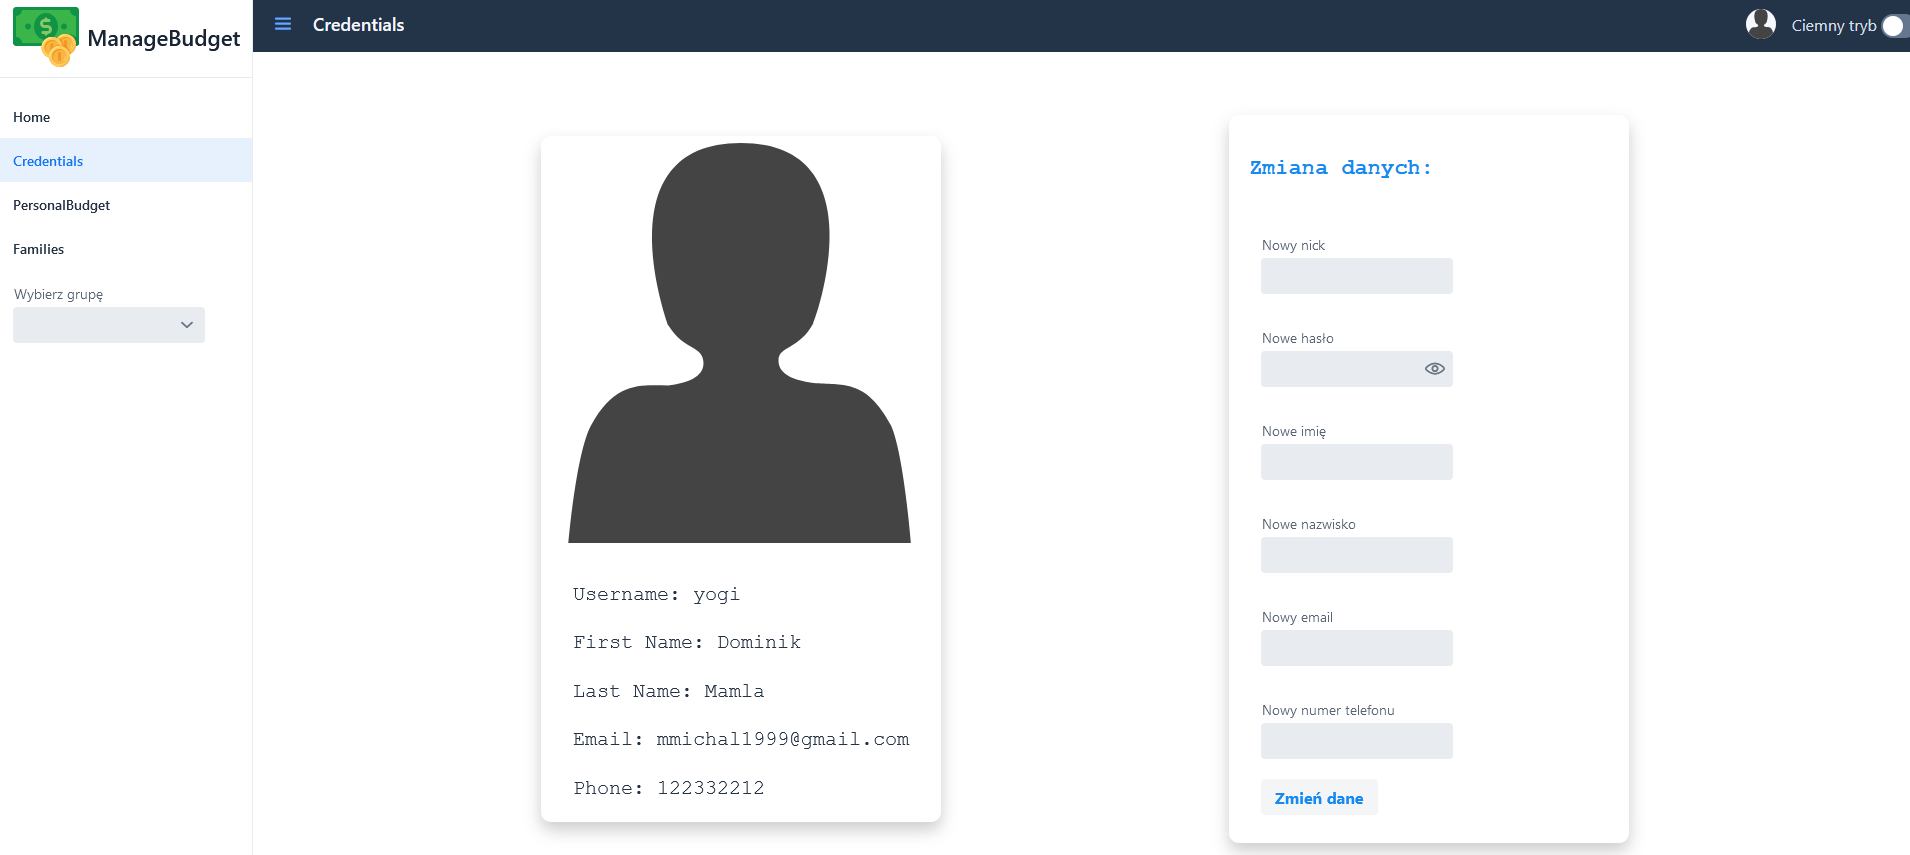 ManageBudget
Credentials
Ciemny tryb
Home
Credentials
PersonalBudget
Families
Wybierz grupę
Username: yogi
First Name: Dominik
Last Name: Mamla
Email: mmichal1999@gmail.com
Phone: 122332212
Zmiana danych:
Nowy nick
Nowe hasło
Nowe imię
Nowe nazwisko
Nowy email
Nowy numer telefonu
Zmień dane